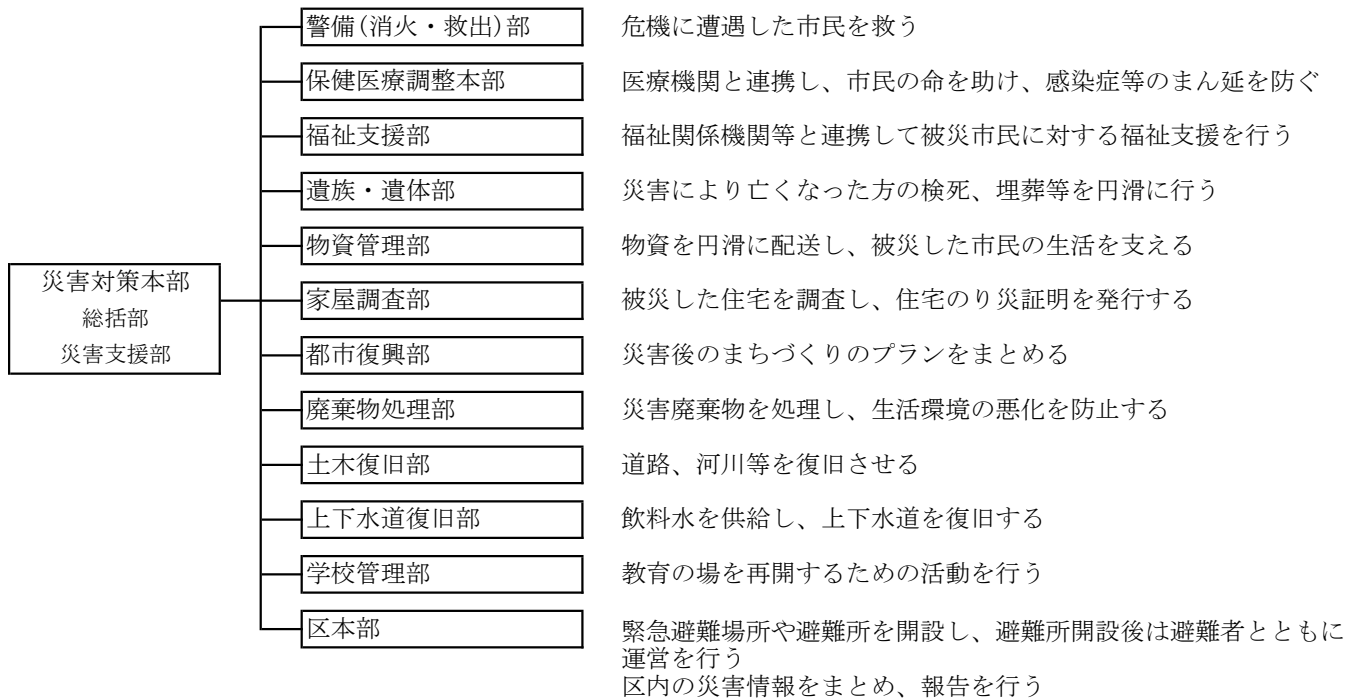 警備(消火・救出)部 危機に遭遇した市民を救う
保健医療調整本部 医療機関と連携し、市民の命を助け、感染症等のまん延を防ぐ
福祉支援部 福祉関係機関等と連携して被災市民に対する福祉支援を行う
遺族・遺体部 災害により亡くなった方の検死、埋葬等を円滑に行う
物資管理部 物資を円滑に配送し、被災した市民の生活を支える
災害対策本部
総括部
災害支援部
家屋調査部 被災した住宅を調査し、住宅のり災証明を発行する
都市復興部 災害後のまちづくりのプランをまとめる
廃棄物処理部 災害廃棄物を処理し、生活環境の悪化を防止する
土木復旧部 道路、河川等を復旧させる
上下水道復旧部 飲料水を供給し、上下水道を復旧する
学校管理部 教育の場を再開するための活動を行う
区本部 緊急避難場所や避難所を開設し、避難所開設後は避難者とともに
運営を行う
区内の災害情報をまとめ、報告を行う